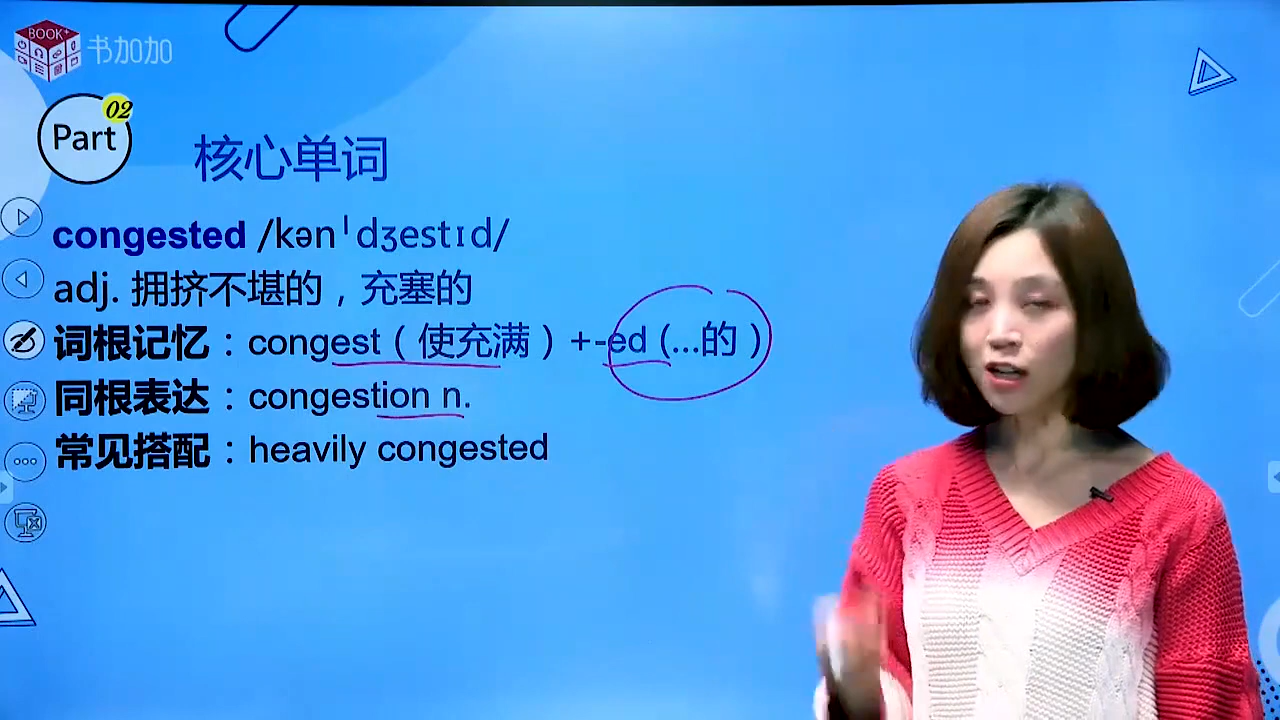 BOOK+ 书加加
02
Part
核心单词
congested /kənˈdʒestɪd/
adj. 拥挤不堪的，充塞的
词根记忆：congest（使充满）+-ed (…的）
同根表达：congestion n.
常见搭配：heavily congested